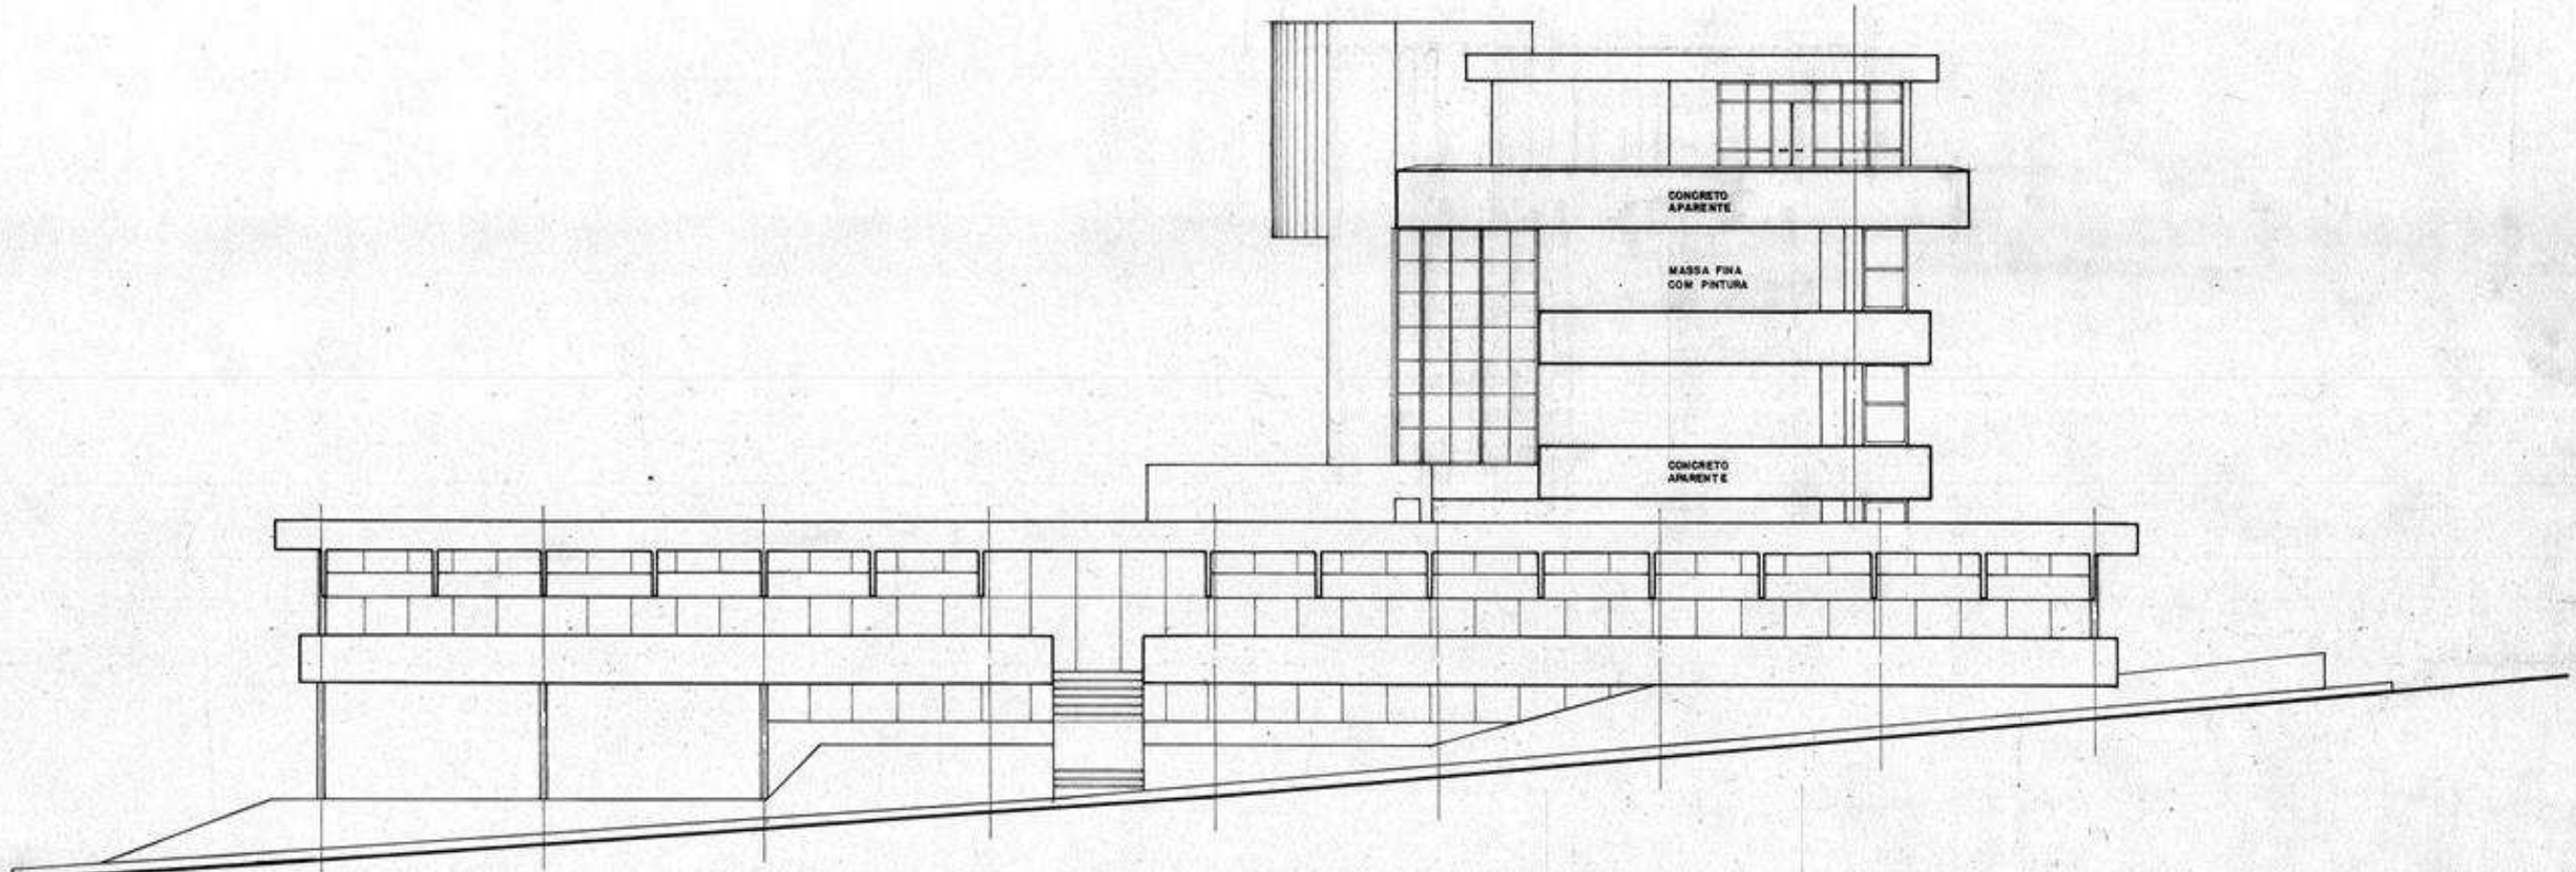 CONCRETO
APARENTE
MASSA FINA
COM PINTURA
CONCRETO
APARENTE